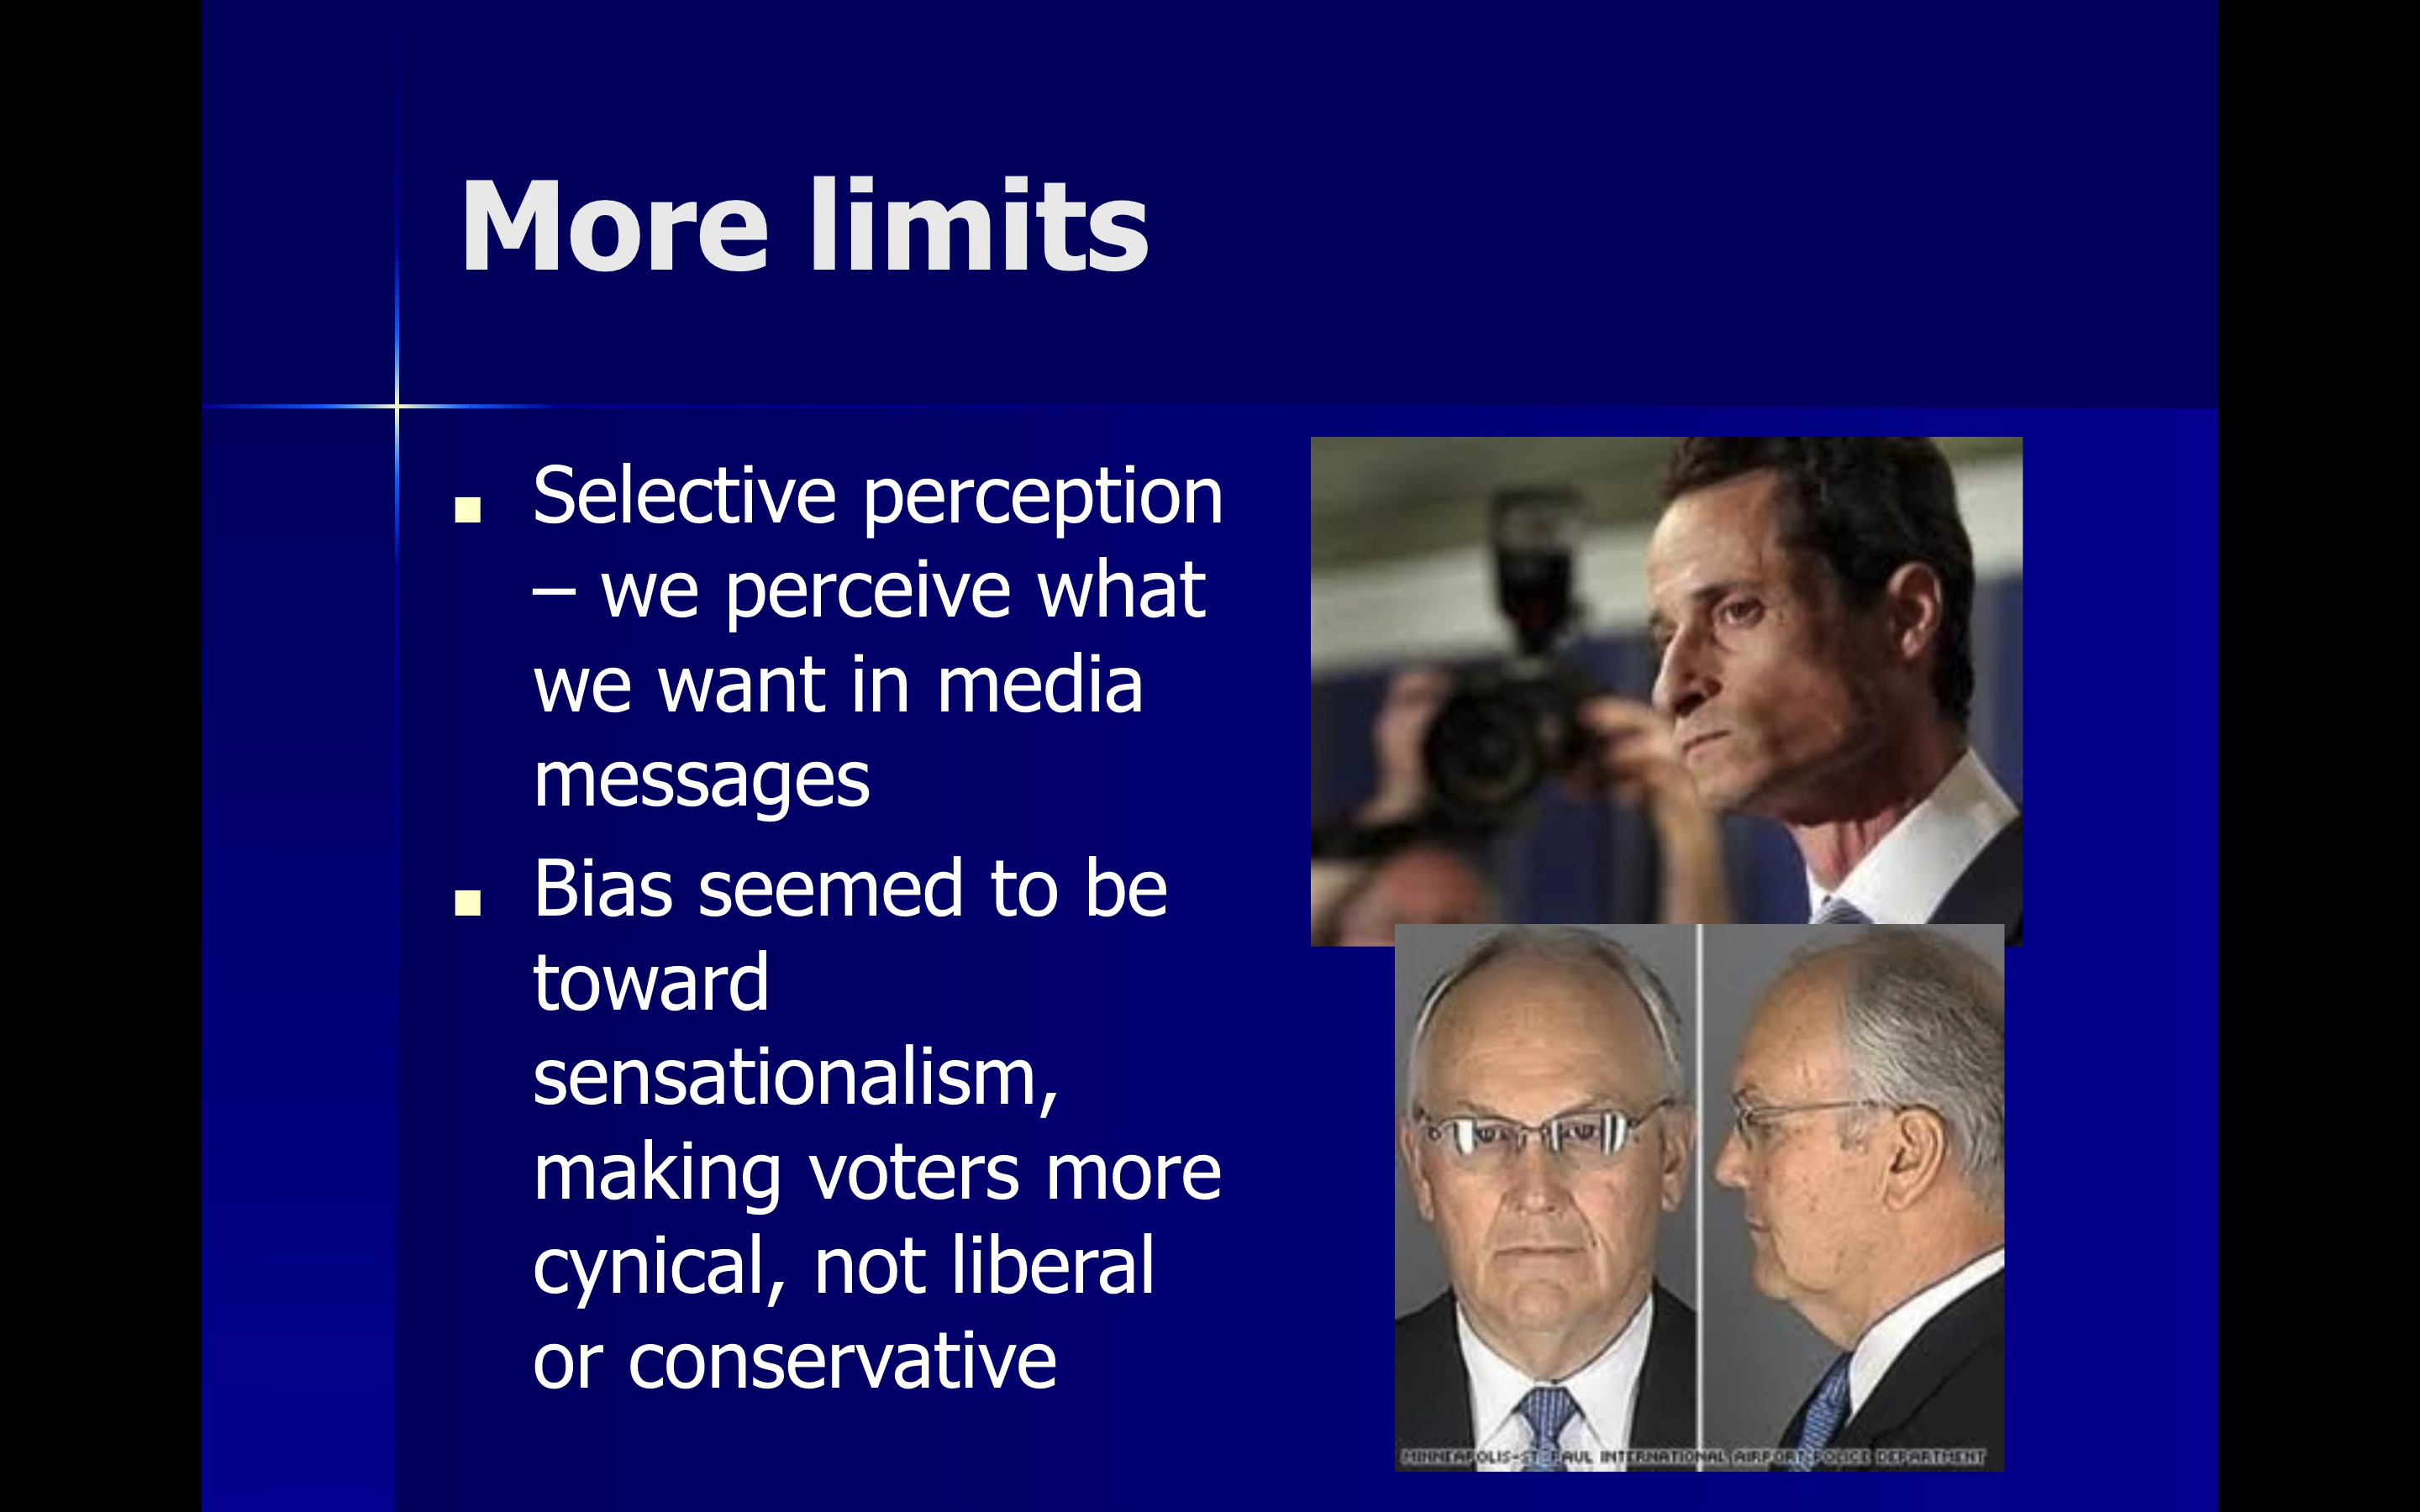 More limits
Selective perception
– we perceive what
we want in media
messages
Bias seemed to be
toward
sensationalism,
making voters more
cynical, not liberal
or conservative
MINNEAPOLIS-ST. PAUL INTERNATIONAL AIRPORT POLICE DEPARTMENT